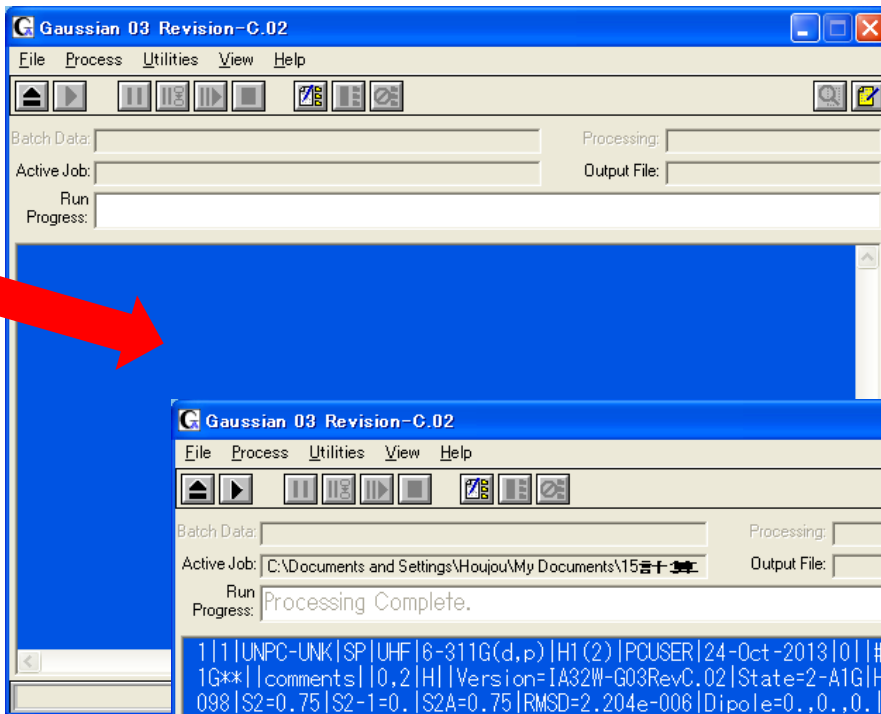 Gaussian 03 Revision-C.02
File Process Utilities View Help
Batch Data: Processing:
Active Job: Output File:
Run
Progress:
Gaussian 03 Revision-C.02
File Process Utilities View Help
Batch Data: Processing:
Active Job: C:\Documents and Settings\Houjou\My Documents\15計算 Output File:
Run
Progress: Processing Complete.
1|1|UNPC-UNK|SP|UHF|6-311G(d,p)|H1(2)|PCUSER|24-Oct-2013|0||#
1G**||comments||0,2|H||Version=IA32W-G03RevC.02|State=2-A1G|H
098|S2=0.75|S2-1=0.|S2A=0.75|RMSD=2.204e-006|Dipole=0.,0.,0.|